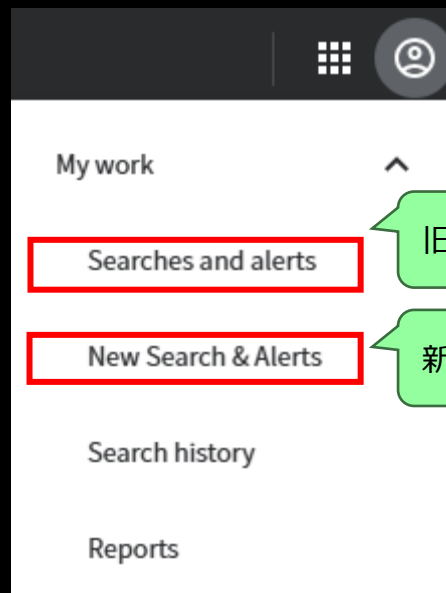 My work
Searches and alerts
旧
New Search & Alerts
新
Search history
Reports